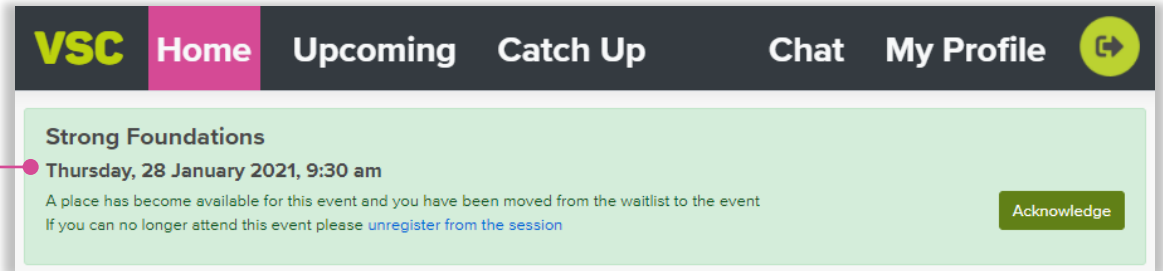 VSC Home Upcoming Catch Up Chat My Profile
Strong Foundations
Thursday, 28 January 2021, 9:30 am
A place has become available for this event and you have been moved from the waitlist to the event
If you can no longer attend this event please unregister from the session
Acknowledge